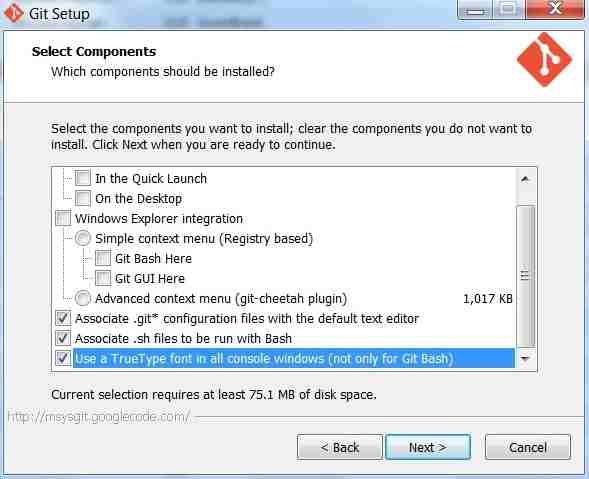 Git Setup
Select Components
Which components should be installed?
Select the components you want to install; clear the components you do not want to
install. Click Next when you are ready to continue.
In the Quick Launch
On the Desktop
Windows Explorer integration
Simple context menu (Registry based)
Git Bash Here
Git GUI Here
Advanced context menu (git-cheetah plugin) 1,017 KB
Associate .git* configuration files with the default text editor
Associate .sh files to be run with Bash
Use a TrueType font in all console windows (not only for Git Bash)
Current selection requires at least 75.1 MB of disk space.
http://msysgit.googlecode.com/
< Back Next > Cancel